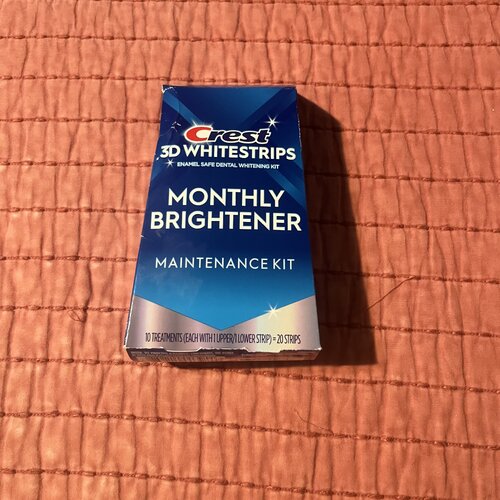 Crest
3D WHITESTRIPS
ENAMEL SAFE DENTAL WHITENING KIT
MONTHLY
BRIGHTENER
MAINTENANCE KIT
10 TREATMENTS (EACH WITH 1 UPPER/1 LOWER STRIP) = 20 STRIPS